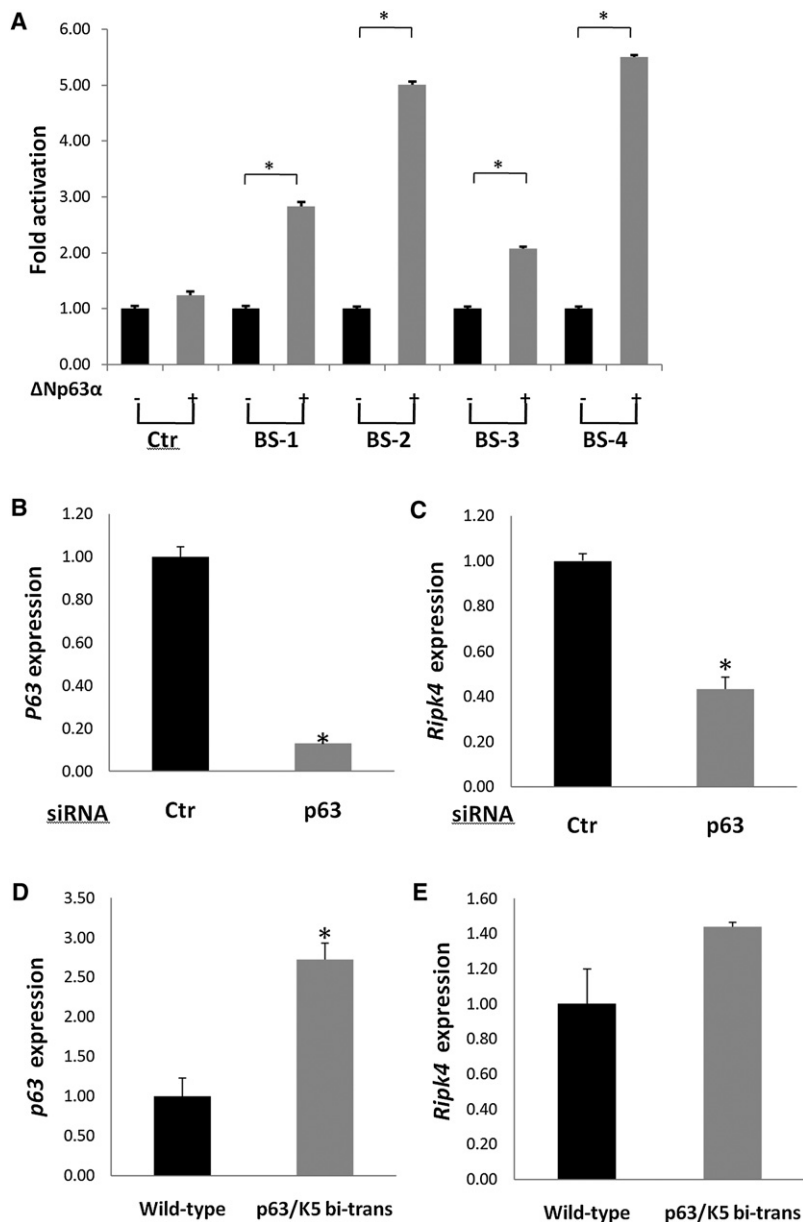 A
Fold activation
6.00
5.00
4.00
3.00
2.00
1.00
0.00
* * * *
ΔNp63α
- + - + - + - + - +
Ctr BS-1 BS-2 BS-3 BS-4
B
P63 expression
1.20
1.00
0.80
0.60
0.40
0.20
0.00
*
siRNA Ctr p63
C
Ripk4 expression
1.20
1.00
0.80
0.60
0.40
0.20
0.00
*
siRNA Ctr p63
D
p63 expression
3.50
3.00
2.50
2.00
1.50
1.00
0.50
0.00
*
Wild-type p63/K5 bi-trans
E
Ripk4 expression
1.60
1.40
1.20
1.00
0.80
0.60
0.40
0.20
0.00
Wild-type p63/K5 bi-trans